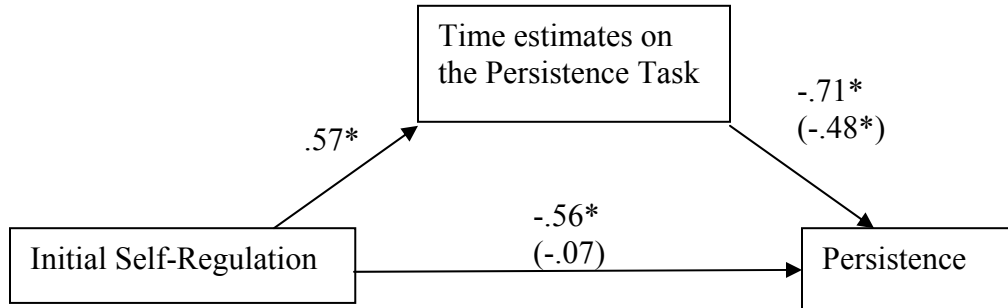 Time estimates on
the Persistence Task
-.71*
(-.48*)
.57*
-.56*
(-.07)
Initial Self-Regulation
Persistence